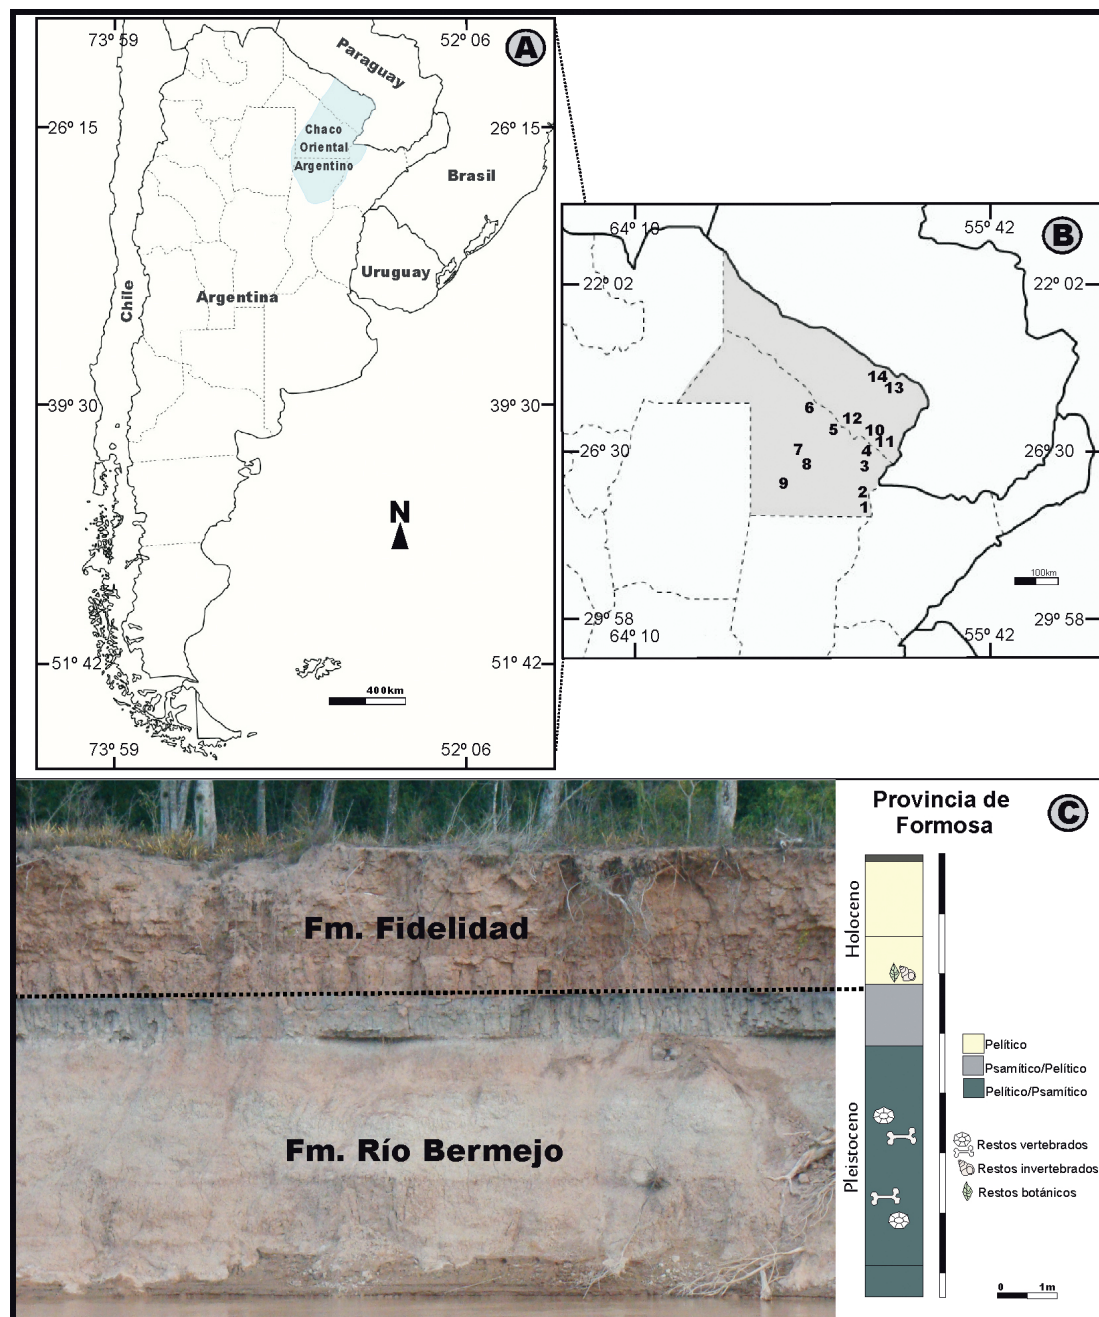 73º 59
52º 06
A
Paraguay
26º 15
26º 15
Chaco
Oriental
Argentino
Brasil
Uruguay
Argentina
Chile
39º 30
39º 30
N
51º 42
51º 42
400km
73º 59
52º 06
64º 10
55º 42
B
22º 02
22º 02
14
13
6
12
5
10
11
26º 30
7
4
8
3
9
2
1
100km
29º 58
29º 58
64º 10
55º 42
Provincia de
Formosa
C
Fm. Fidelidad
Holoceno
Pelítico
Psamítico/Pelítico
Pelítico/Psamítico
Fm. Río Bermejo
Pleistoceno
Restos vertebrados
Restos invertebrados
Restos botánicos
0 1m